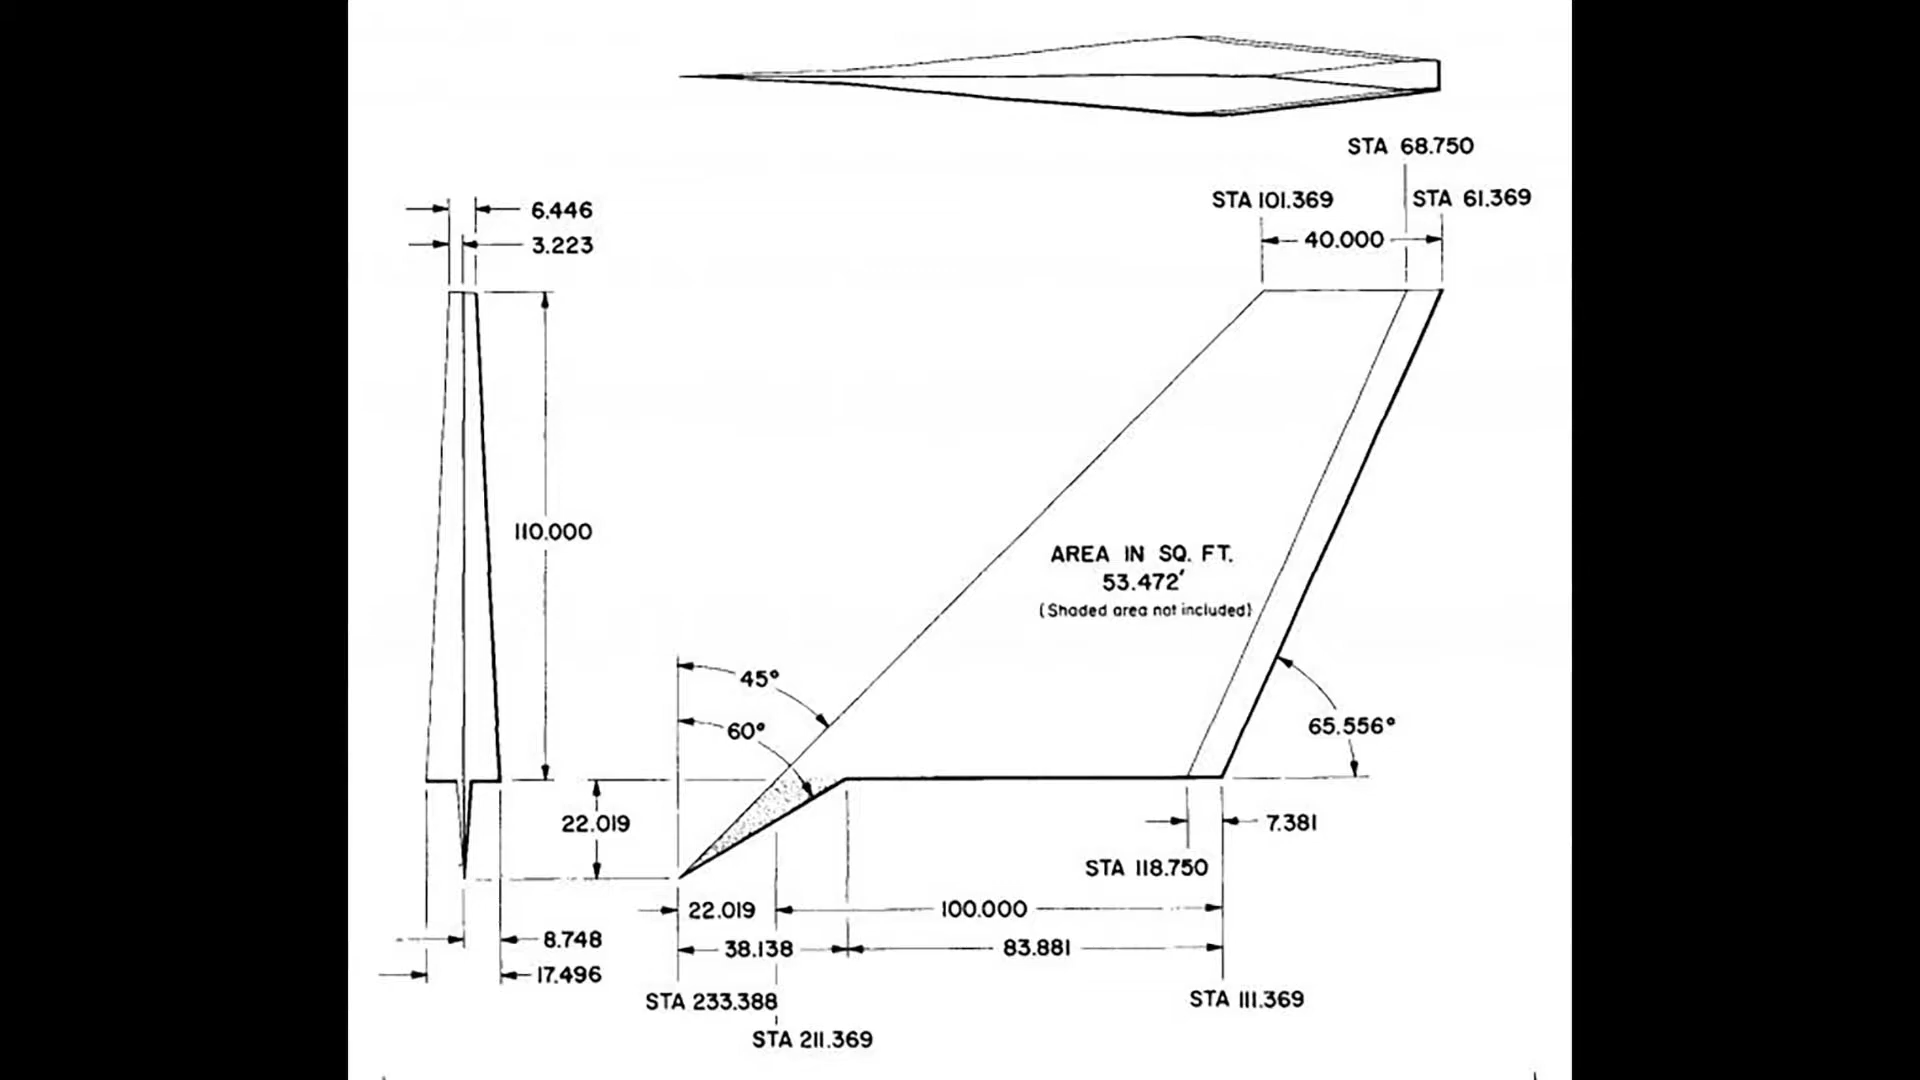 STA 68.750
STA 101.369
STA 61.369
6.446
40.000
3.223
110.000
AREA IN SQ. FT.
53.472'
(Shaded area not included)
45°
60°
65.556°
22.019
7.381
STA 118.750
22.019
100.000
8.748
38.138
83.881
17.496
STA 233.388
STA 111.369
STA 211.369